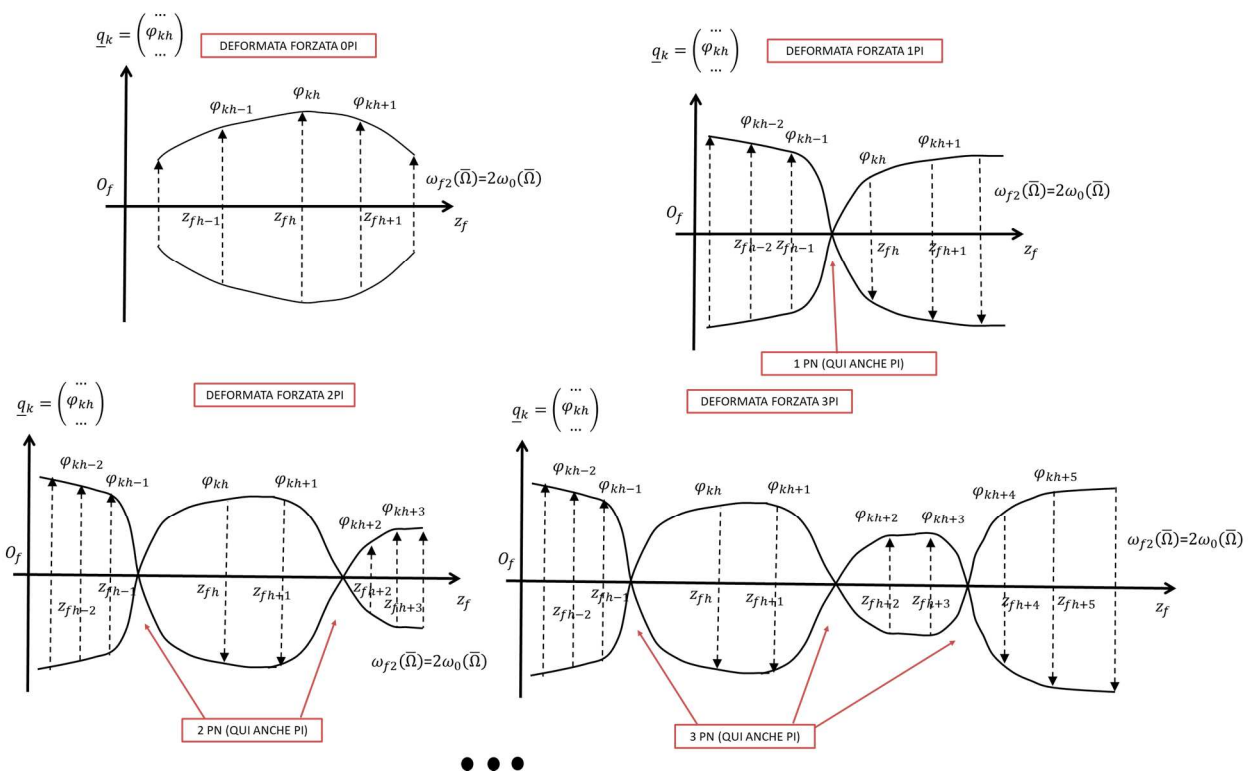 q_k = (... φ_kh ...)
DEFORMATA FORZATA 0PI
φ_kh−1 φ_kh φ_kh+1
O_f
ω_f2(Ω̅)=2ω_0(Ω̅)
z_fh−1 z_fh z_fh+1 z_f
q_k = (... φ_kh ...)
DEFORMATA FORZATA 1PI
φ_kh−2 φ_kh−1 φ_kh φ_kh+1
O_f
ω_f2(Ω̅)=2ω_0(Ω̅)
z_fh−2 z_fh−1 z_fh z_fh+1 z_f
1 PN (QUI ANCHE PI)
q_k = (... φ_kh ...)
DEFORMATA FORZATA 2PI
φ_kh−2 φ_kh−1 φ_kh φ_kh+1 φ_kh+2 φ_kh+3
O_f
z_fh−2 z_fh−1 z_fh z_fh+1 z_fh+2 z_fh+3 z_f
ω_f2(Ω̅)=2ω_0(Ω̅)
2 PN (QUI ANCHE PI)
q_k = (... φ_kh ...)
DEFORMATA FORZATA 3PI
φ_kh−2 φ_kh−1 φ_kh φ_kh+1 φ_kh+2 φ_kh+3 φ_kh+4 φ_kh+5
O_f
ω_f2(Ω̅)=2ω_0(Ω̅)
z_fh−2 z_fh−1 z_fh z_fh+1 z_fh+2 z_fh+3 z_fh+4 z_fh+5 z_f
3 PN (QUI ANCHE PI)
•••